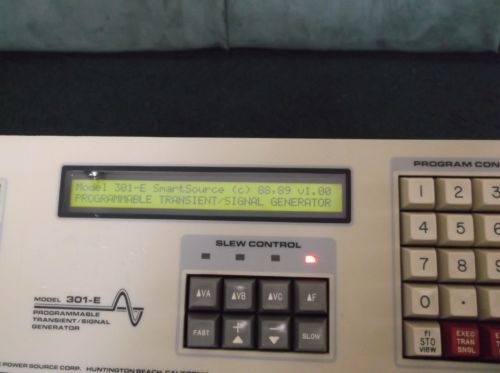 Model 301-E SmartSource (c) 88,89 v1.00
PROGRAMMABLE TRANSIENT/SIGNAL GENERATOR
PROGRAM CON
SLEW CONTROL
ΔVA ΔVB ΔVC ΔF
FAST + − SLOW
MODEL 301-E
PROGRAMMABLE
TRANSIENT/SIGNAL
GENERATOR
1 2 3
4 5 6
7 8 9
0 .
f1 STO VIEW
EXEC TRAN SNGL
POWER SOURCE CORP. HUNTINGTON BEACH,